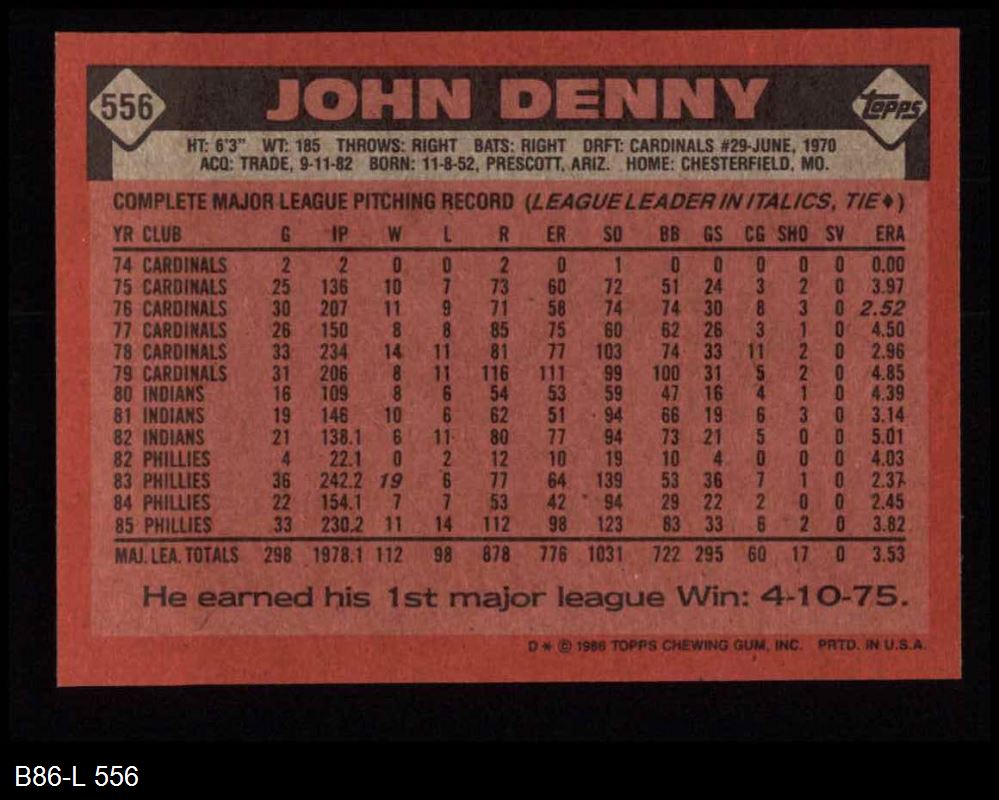 556 JOHN DENNY Topps
HT: 6'3" WT: 185 THROWS: RIGHT BATS: RIGHT DRFT: CARDINALS #29-JUNE, 1970
ACQ: TRADE, 9-11-82 BORN: 11-8-52, PRESCOTT, ARIZ. HOME: CHESTERFIELD, MO.
COMPLETE MAJOR LEAGUE PITCHING RECORD (LEAGUE LEADER IN ITALICS, TIE♦)
YR CLUB G IP W L R ER SO BB GS CG SHO SV ERA
74 CARDINALS 2 2 0 0 2 0 1 0 0 0 0 0 0.00
75 CARDINALS 25 136 10 7 73 60 72 51 24 3 2 0 3.97
76 CARDINALS 30 207 11 9 71 58 74 74 30 8 3 0 2.52
77 CARDINALS 26 150 8 8 85 75 60 62 26 3 1 0 4.50
78 CARDINALS 33 234 14 11 81 77 103 74 33 11 2 0 2.96
79 CARDINALS 31 206 8 11 116 111 99 100 31 5 2 0 4.85
80 INDIANS 16 109 8 6 54 53 59 47 16 4 1 0 4.39
81 INDIANS 19 146 10 6 62 51 94 66 19 6 3 0 3.14
82 INDIANS 21 138.1 6 11 80 77 94 73 21 5 0 0 5.01
82 PHILLIES 4 22.1 0 2 12 10 19 10 4 0 0 0 4.03
83 PHILLIES 36 242.2 19 6 77 64 139 53 36 7 1 0 2.37
84 PHILLIES 22 154.1 7 7 53 42 94 29 22 2 0 0 2.45
85 PHILLIES 33 230.2 11 14 112 98 123 83 33 6 2 0 3.82
MAJ. LEA. TOTALS 298 1978.1 112 98 878 776 1031 722 295 60 17 0 3.53
He earned his 1st major league Win: 4-10-75.
D * © 1986 TOPPS CHEWING GUM, INC. PRTD. IN U.S.A.
B86-L 556